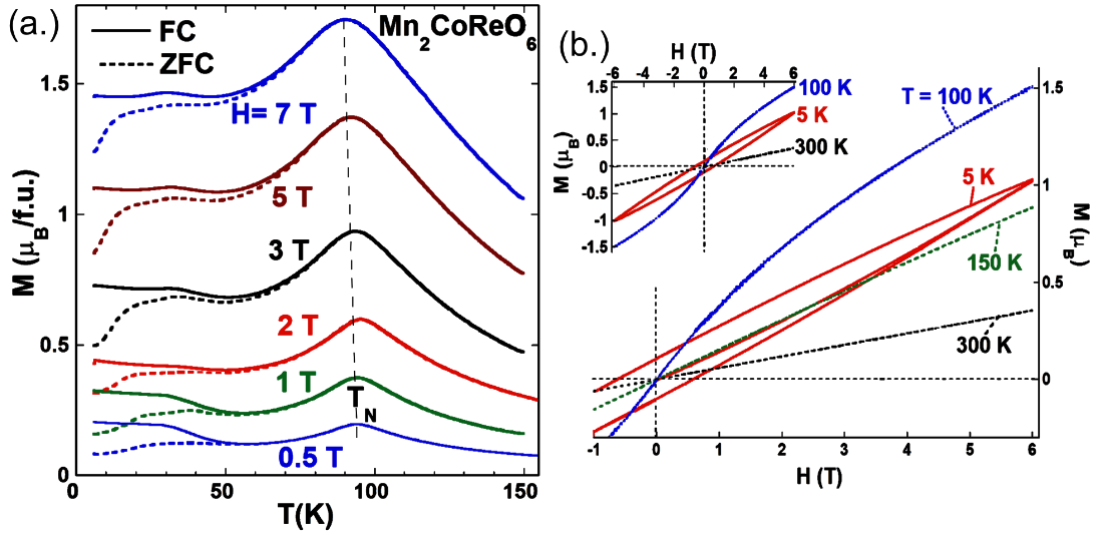 (a.)
Mn2CoReO6
FC
ZFC
H= 7 T
5 T
3 T
2 T
1 T
TN
0.5 T
M (μB/f.u.)
1.5
1
0.5
0
0
50
100
150
T(K)
(b.)
H (T)
-6 -4 -2 0 2 4 6
1.5
1
0.5
0
-0.5
-1
-1.5
M (μB)
100 K
5 K
300 K
T = 100 K
5 K
150 K
300 K
1.5
1
0.5
0
M (μB)
-1 0 1 2 3 4 5 6
H (T)